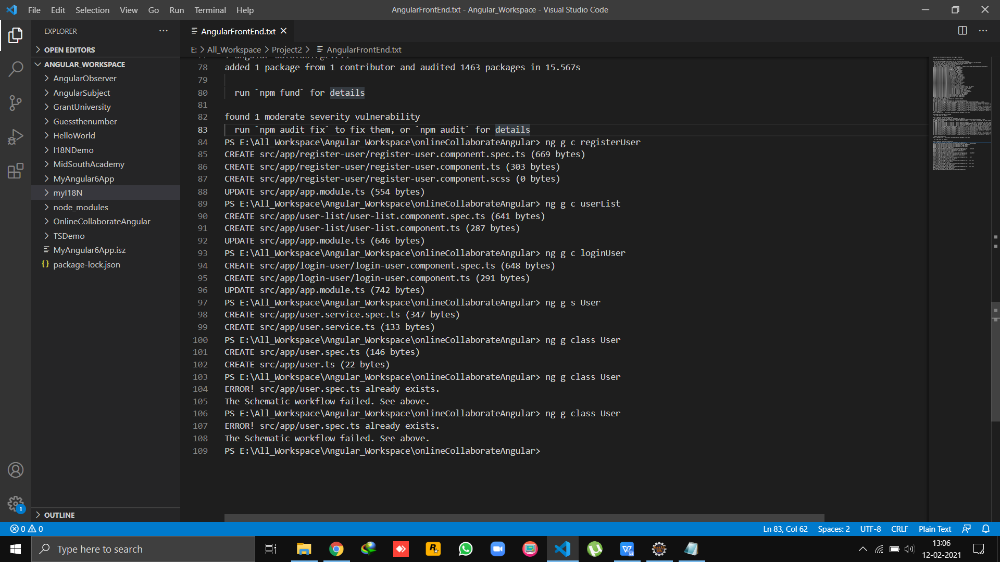 File Edit Selection View Go Run Terminal Help
AngularFrontEnd.txt - Angular_Workspace - Visual Studio Code
EXPLORER
OPEN EDITORS
ANGULAR_WORKSPACE
AngularObserver
AngularSubject
GrantUniversity
Guessthenumber
HelloWorld
I18NDemo
MidSouthAcademy
MyAngular6App
myI18N
node_modules
OnlineCollaborateAngular
TSDemo
MyAngular6App.isz
{} package-lock.json
OUTLINE
AngularFrontEnd.txt
E: > All_Workspace > Project2 > AngularFrontEnd.txt
78 added 1 package from 1 contributor and audited 1463 packages in 15.567s
79
80 run `npm fund` for details
81
82 found 1 moderate severity vulnerability
83 run `npm audit fix` to fix them, or `npm audit` for details
84 PS E:\All_Workspace\Angular_Workspace\onlineCollaborateAngular> ng g c registerUser
85 CREATE src/app/register-user/register-user.component.spec.ts (669 bytes)
86 CREATE src/app/register-user/register-user.component.ts (303 bytes)
87 CREATE src/app/register-user/register-user.component.scss (0 bytes)
88 UPDATE src/app/app.module.ts (554 bytes)
89 PS E:\All_Workspace\Angular_Workspace\onlineCollaborateAngular> ng g c userList
90 CREATE src/app/user-list/user-list.component.spec.ts (641 bytes)
91 CREATE src/app/user-list/user-list.component.ts (287 bytes)
92 UPDATE src/app/app.module.ts (646 bytes)
93 PS E:\All_Workspace\Angular_Workspace\onlineCollaborateAngular> ng g c loginUser
94 CREATE src/app/login-user/login-user.component.spec.ts (648 bytes)
95 CREATE src/app/login-user/login-user.component.ts (291 bytes)
96 UPDATE src/app/app.module.ts (742 bytes)
97 PS E:\All_Workspace\Angular_Workspace\onlineCollaborateAngular> ng g s User
98 CREATE src/app/user.service.spec.ts (347 bytes)
99 CREATE src/app/user.service.ts (133 bytes)
100 PS E:\All_Workspace\Angular_Workspace\onlineCollaborateAngular> ng g class User
101 CREATE src/app/user.spec.ts (146 bytes)
102 CREATE src/app/user.ts (22 bytes)
103 PS E:\All_Workspace\Angular_Workspace\onlineCollaborateAngular> ng g class User
104 ERROR! src/app/user.spec.ts already exists.
105 The Schematic workflow failed. See above.
106 PS E:\All_Workspace\Angular_Workspace\onlineCollaborateAngular> ng g class User
107 ERROR! src/app/user.spec.ts already exists.
108 The Schematic workflow failed. See above.
109 PS E:\All_Workspace\Angular_Workspace\onlineCollaborateAngular>
1
0 0
Ln 83, Col 62 Spaces: 2 UTF-8 CRLF Plain Text
Type here to search
13:06
12-02-2021